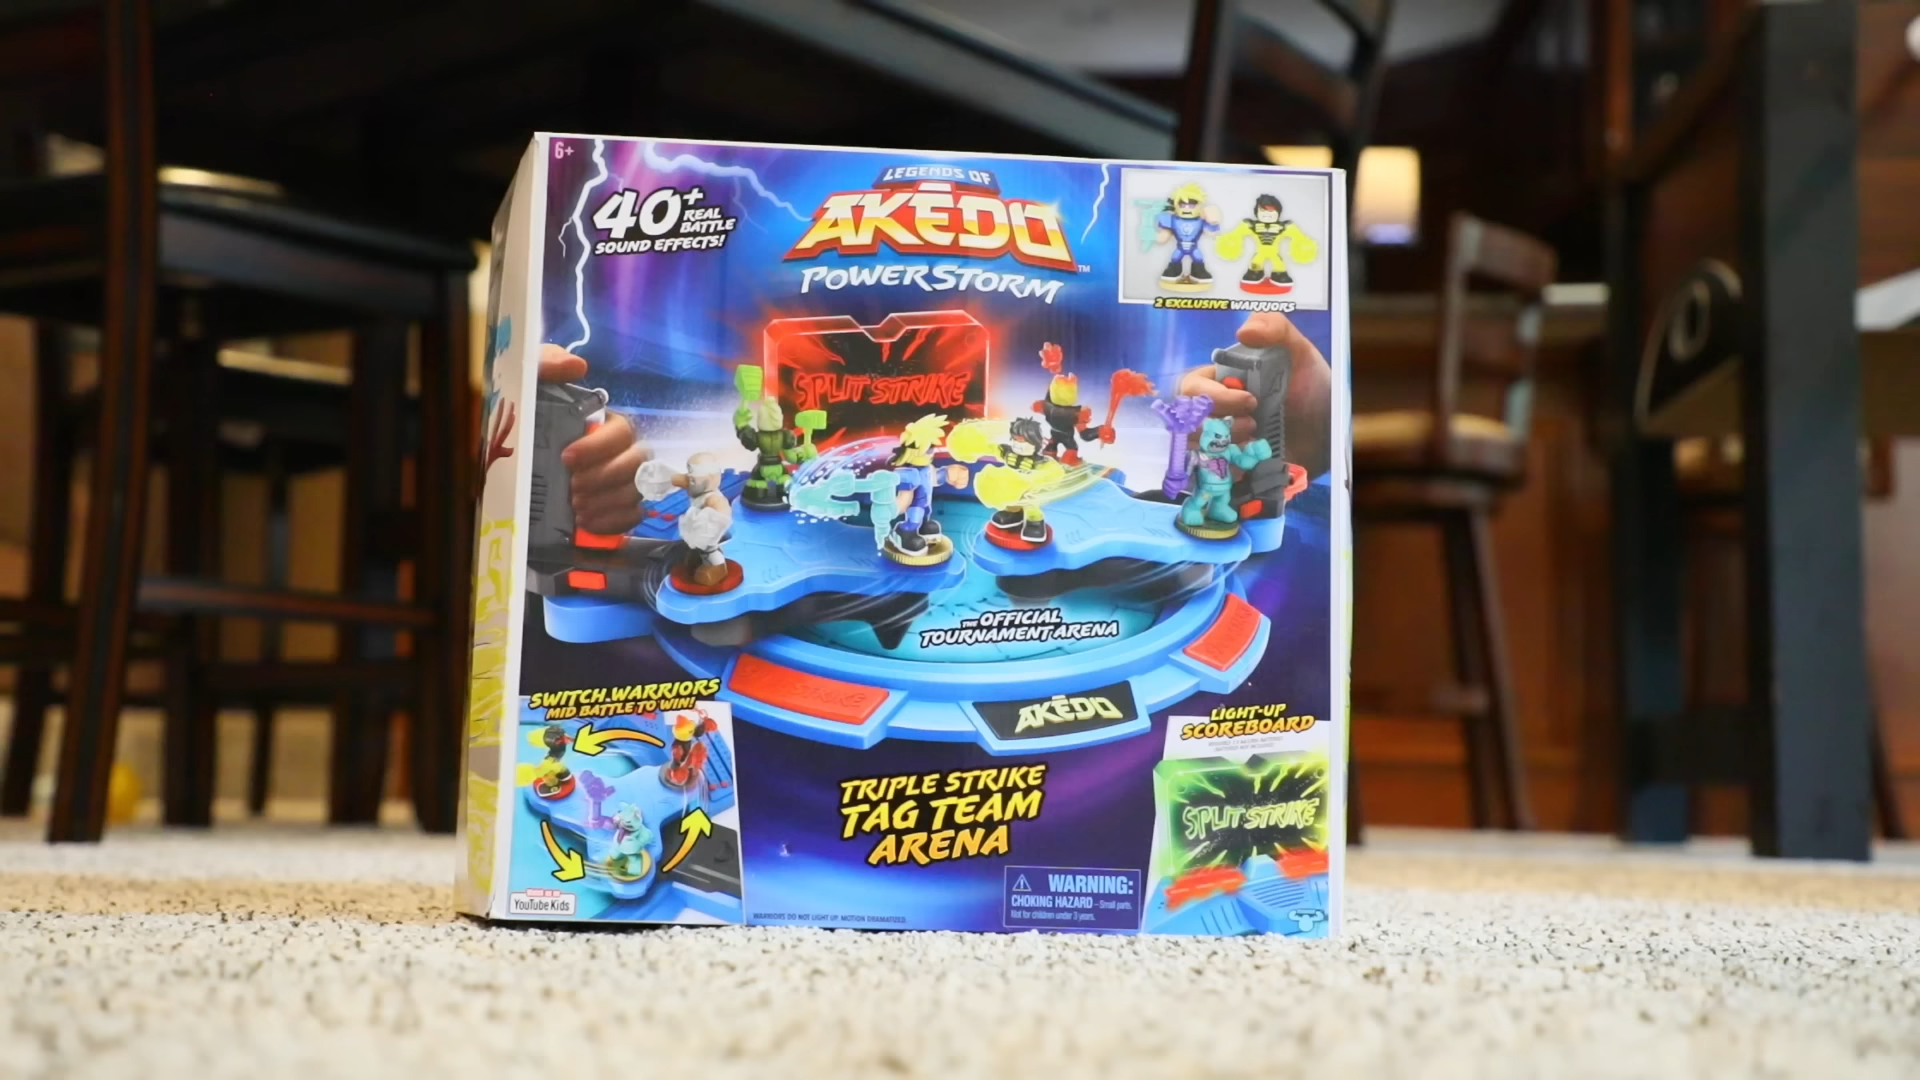 6+
40+
REAL
BATTLE
SOUND EFFECTS!
LEGENDS OF
AKEDO
TM
POWERSTORM
2 EXCLUSIVE WARRIORS
SPLIT STRIKE
THE OFFICIAL
TOURNAMENT ARENA
AKEDO
SWITCH WARRIORS
MID BATTLE TO WIN!
LIGHT-UP
SCOREBOARD
SPLIT STRIKE
TRIPLE STRIKE
TAG TEAM
ARENA
WARNING:
CHOKING HAZARD – Small parts.
Not for children under 3 years.
YouTube Kids
WARRIORS DO NOT LIGHT UP. MOTION DRAMATIZED.